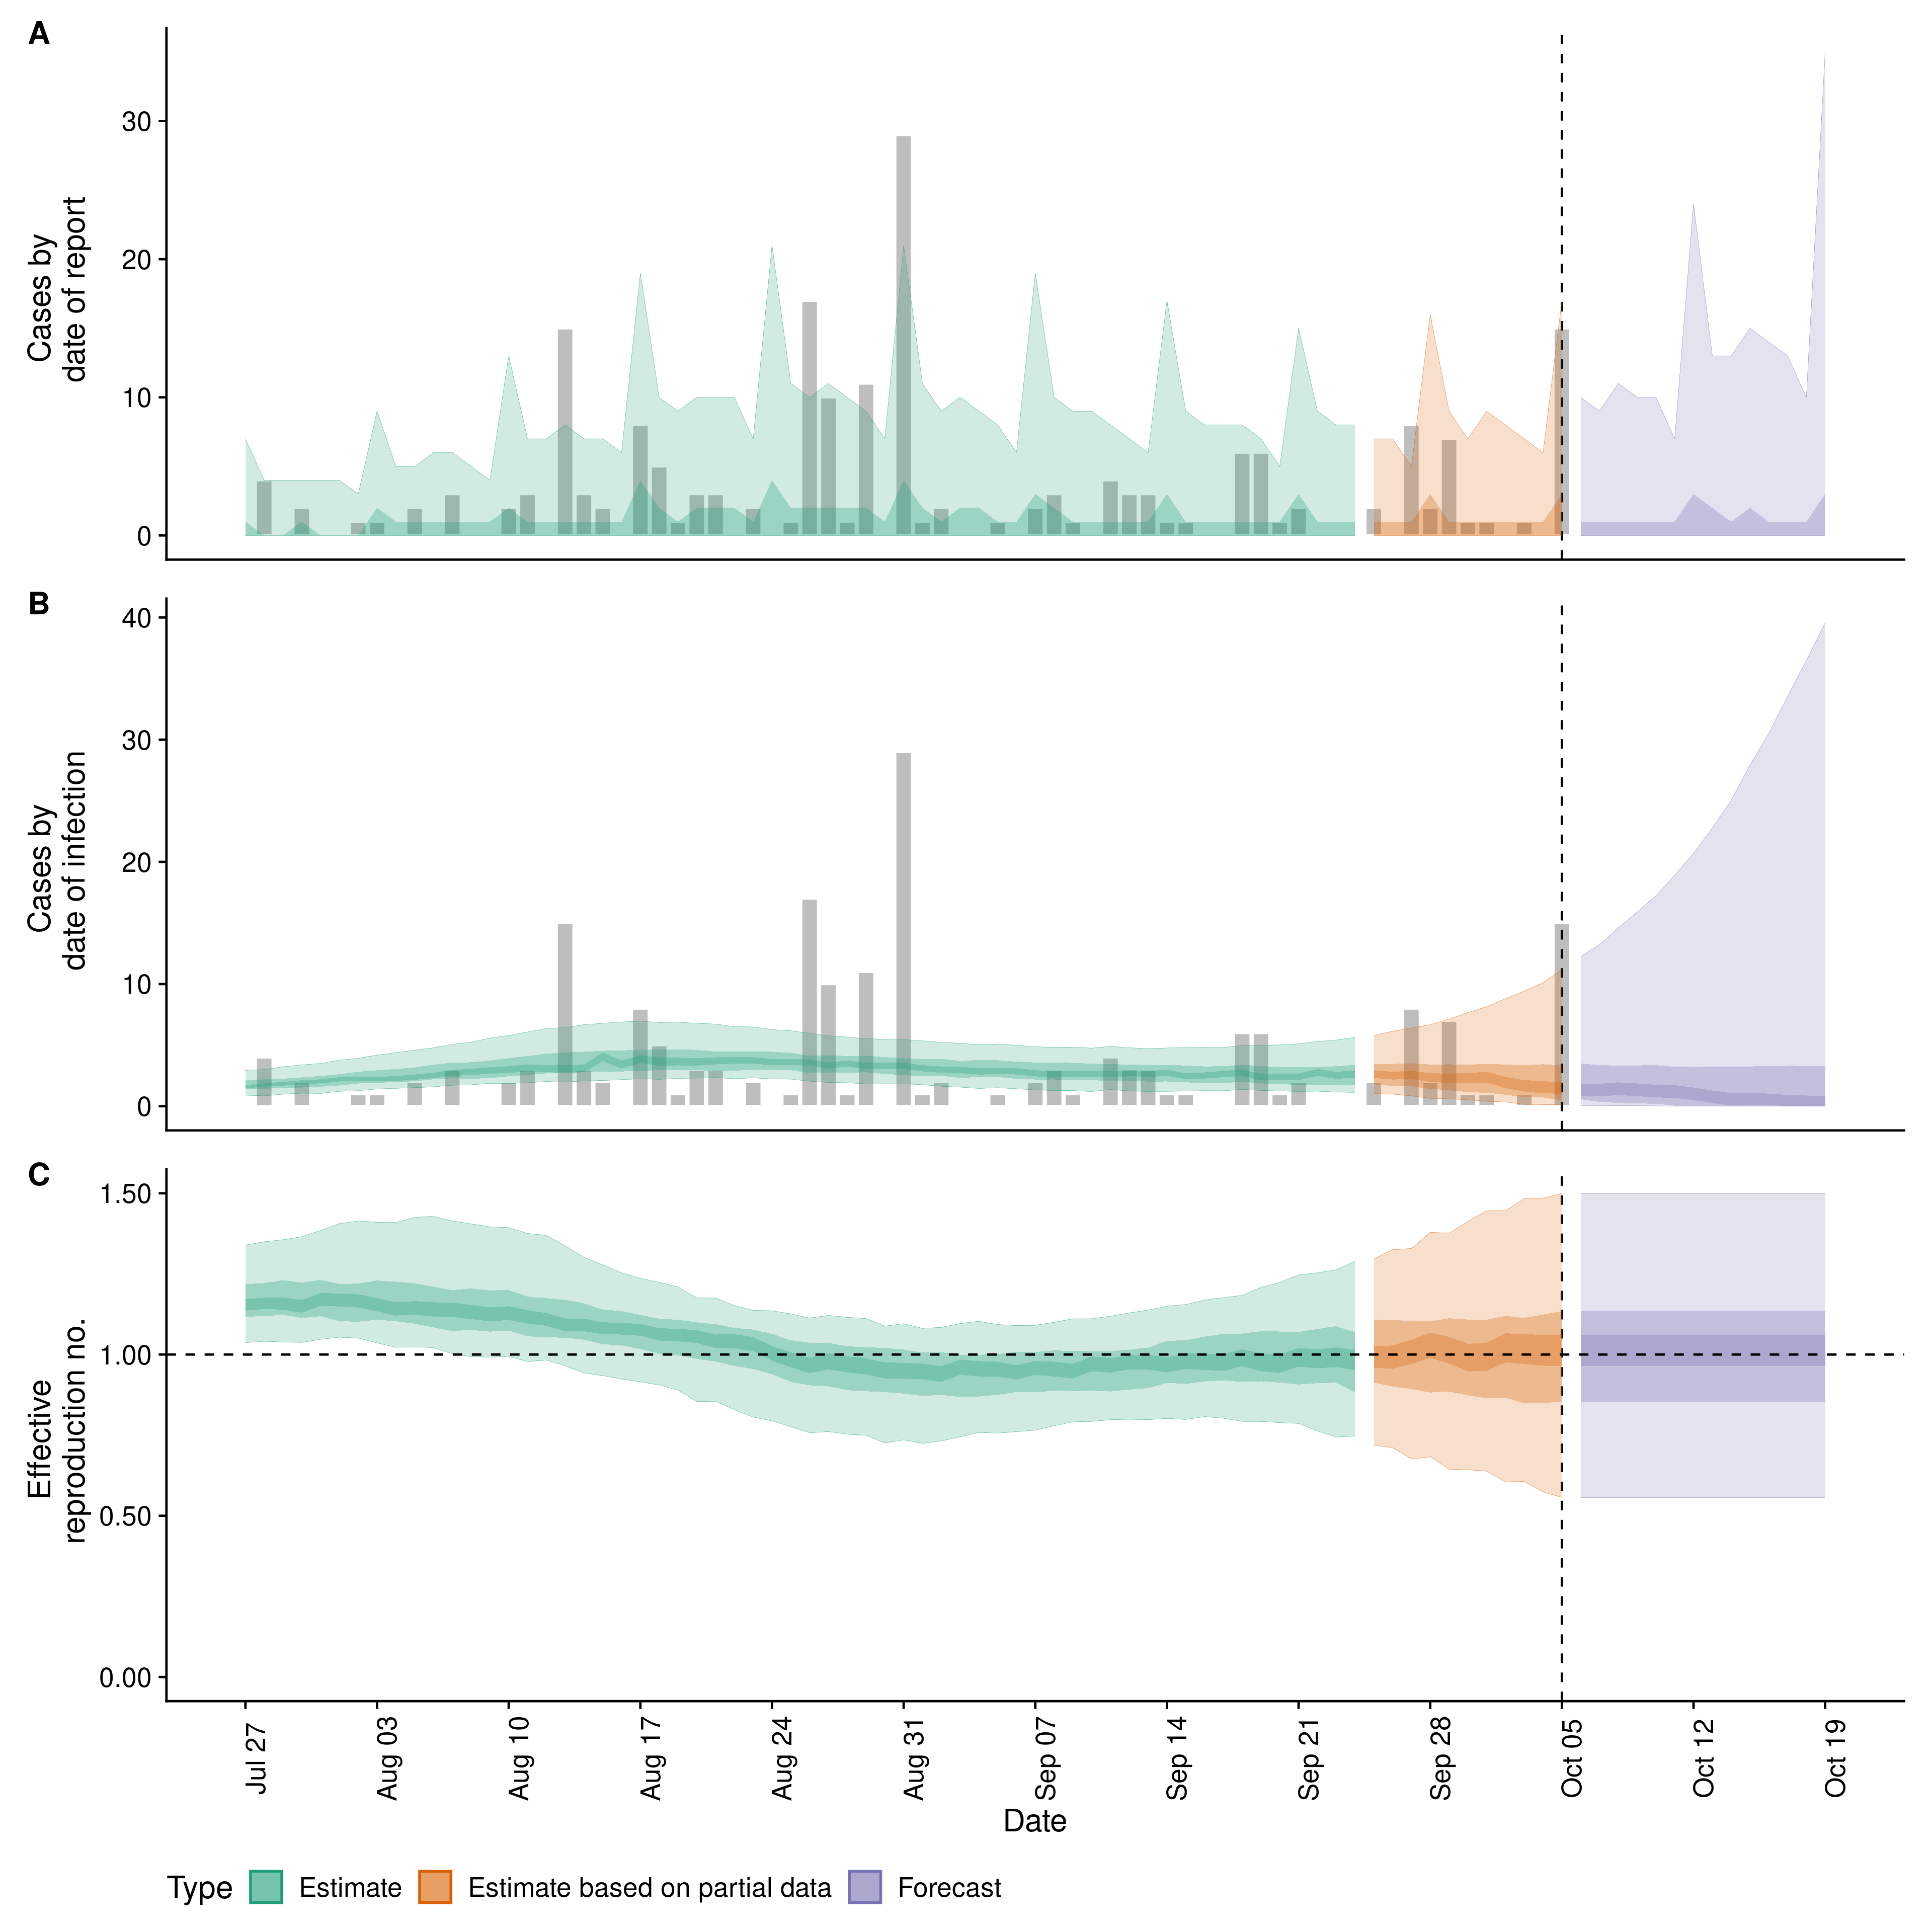 A
Cases by
date of report
30
20
10
0
B
Cases by
date of infection
40
30
20
10
0
C
Effective
reproduction no.
1.50
1.00
0.50
0.00
Jul 27
Aug 03
Aug 10
Aug 17
Aug 24
Aug 31
Sep 07
Sep 14
Sep 21
Sep 28
Oct 05
Oct 12
Oct 19
Date
Type Estimate Estimate based on partial data Forecast